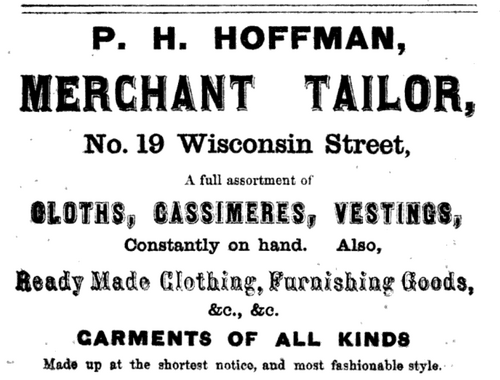 P. H. HOFFMAN,
MERCHANT TAILOR,
No. 19 Wisconsin Street,
A full assortment of
CLOTHS, CASSIMERES, VESTINGS,
Constantly on hand. Also,
Ready Made Clothing, Furnishing Goods,
&c., &c.
GARMENTS OF ALL KINDS
Made up at the shortest notice, and most fashionable style.